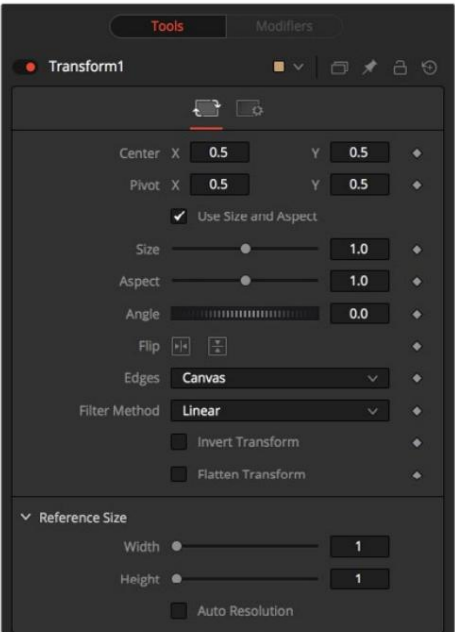 Tools Modifiers
Transform1
Center X 0.5 Y 0.5
Pivot X 0.5 Y 0.5
Use Size and Aspect
Size 1.0
Aspect 1.0
Angle 0.0
Flip
Edges Canvas
Filter Method Linear
Invert Transform
Flatten Transform
Reference Size
Width 1
Height 1
Auto Resolution